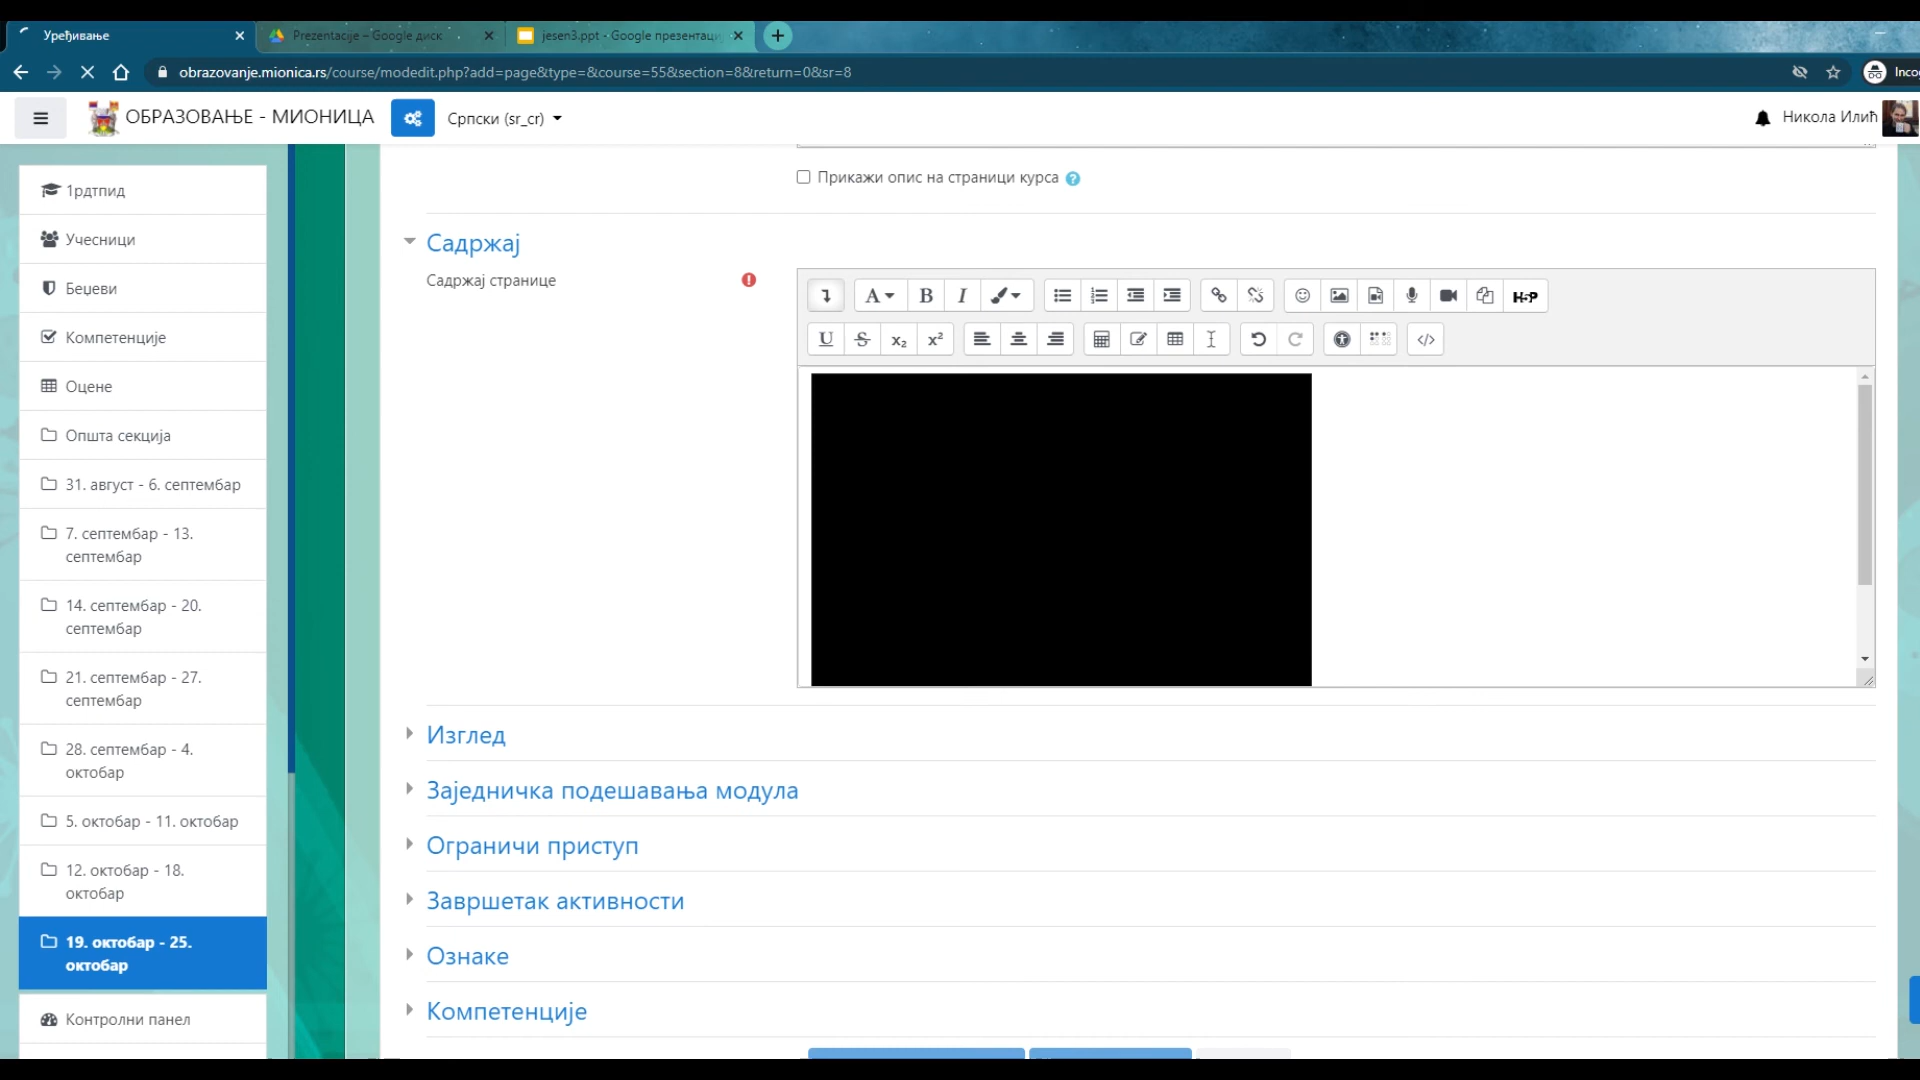 Уређивање
Prezentacije – Google диск
jesen3.ppt - Google презентациј
obrazovanje.mionica.rs/course/modedit.php?add=page&type=&course=55&section=8&return=0&sr=8
ОБРАЗОВАЊЕ - МИОНИЦА
Српски (sr_cr)
Никола Илић
1рдтпид
Учесници
Беџеви
Компетенције
Оцене
Општа секција
31. август - 6. септембар
7. септембар - 13.
септембар
14. септембар - 20.
септембар
21. септембар - 27.
септембар
28. септембар - 4.
октобар
5. октобар - 11. октобар
12. октобар - 18.
октобар
19. октобар - 25.
октобар
Контролни панел
Прикажи опис на страници курса
Садржај
Садржај странице
A B I H-P
U S x₂ x²
Изглед
Заједничка подешавања модула
Ограничи приступ
Завршетак активности
Ознаке
Компетенције